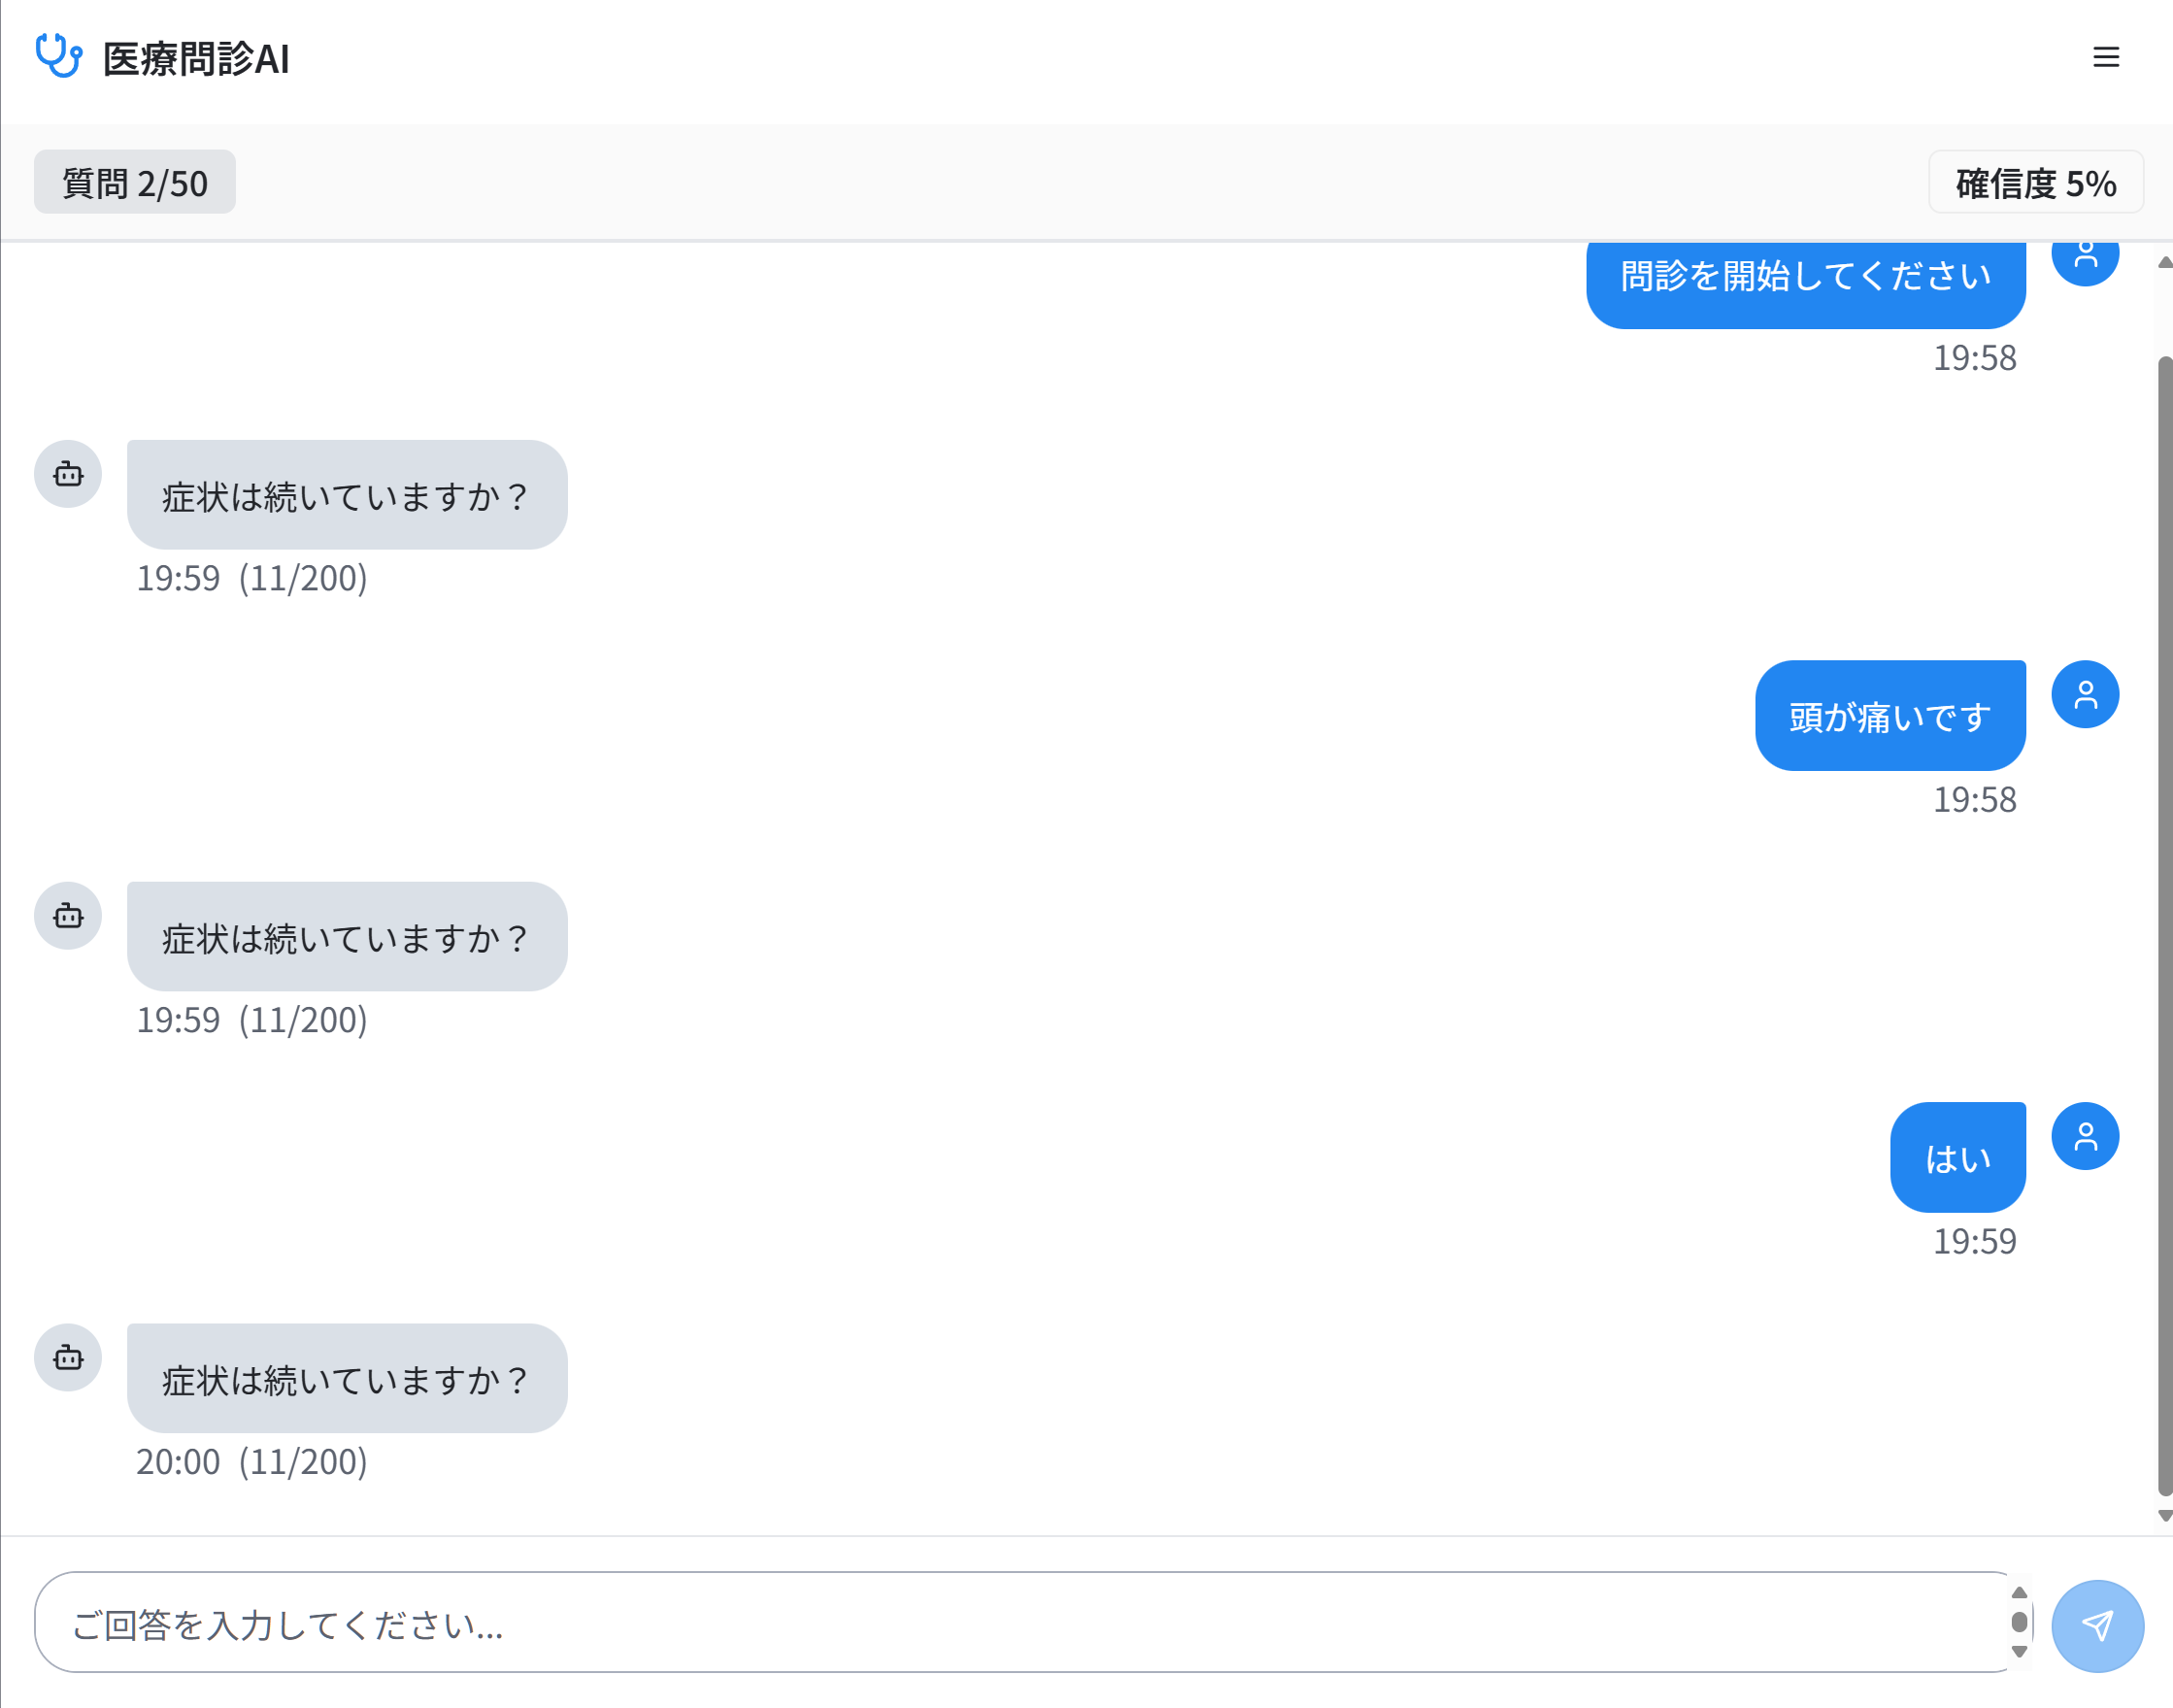 医療問診AI
質問 2/50
確信度 5%
問診を開始してください
19:58
症状は続いていますか？
19:59 (11/200)
頭が痛いです
19:58
症状は続いていますか？
19:59 (11/200)
はい
19:59
症状は続いていますか？
20:00 (11/200)
ご回答を入力してください...